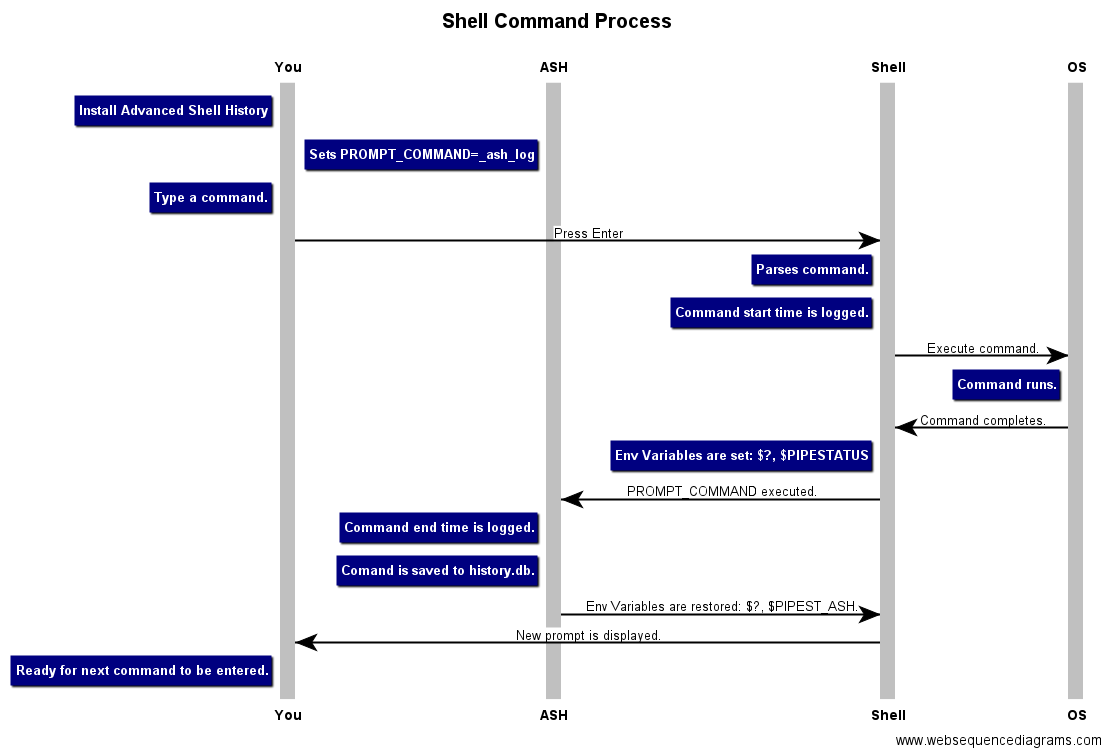 Shell Command Process
You ASH Shell OS
Install Advanced Shell History
Sets PROMPT_COMMAND=_ash_log
Type a command.
Press Enter
Parses command.
Command start time is logged.
Execute command.
Command runs.
Command completes.
Env Variables are set: $?, $PIPESTATUS
PROMPT_COMMAND executed.
Command end time is logged.
Comand is saved to history.db.
Env Variables are restored: $?, $PIPEST_ASH.
New prompt is displayed.
Ready for next command to be entered.
You ASH Shell OS
www.websequencediagrams.com